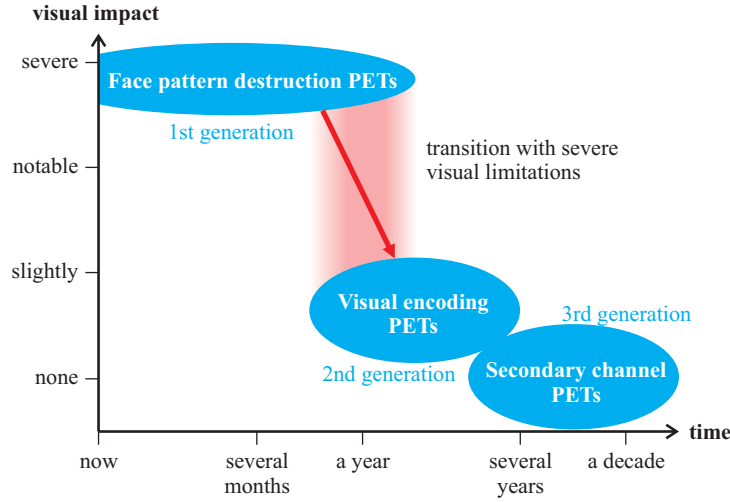 visual impact
severe
Face pattern destruction PETs
1st generation
notable
transition with severe
visual limitations
slightly
Visual encoding
PETs
3rd generation
2nd generation
none
Secondary channel
PETs
time
now
several
months
a year
several
years
a decade